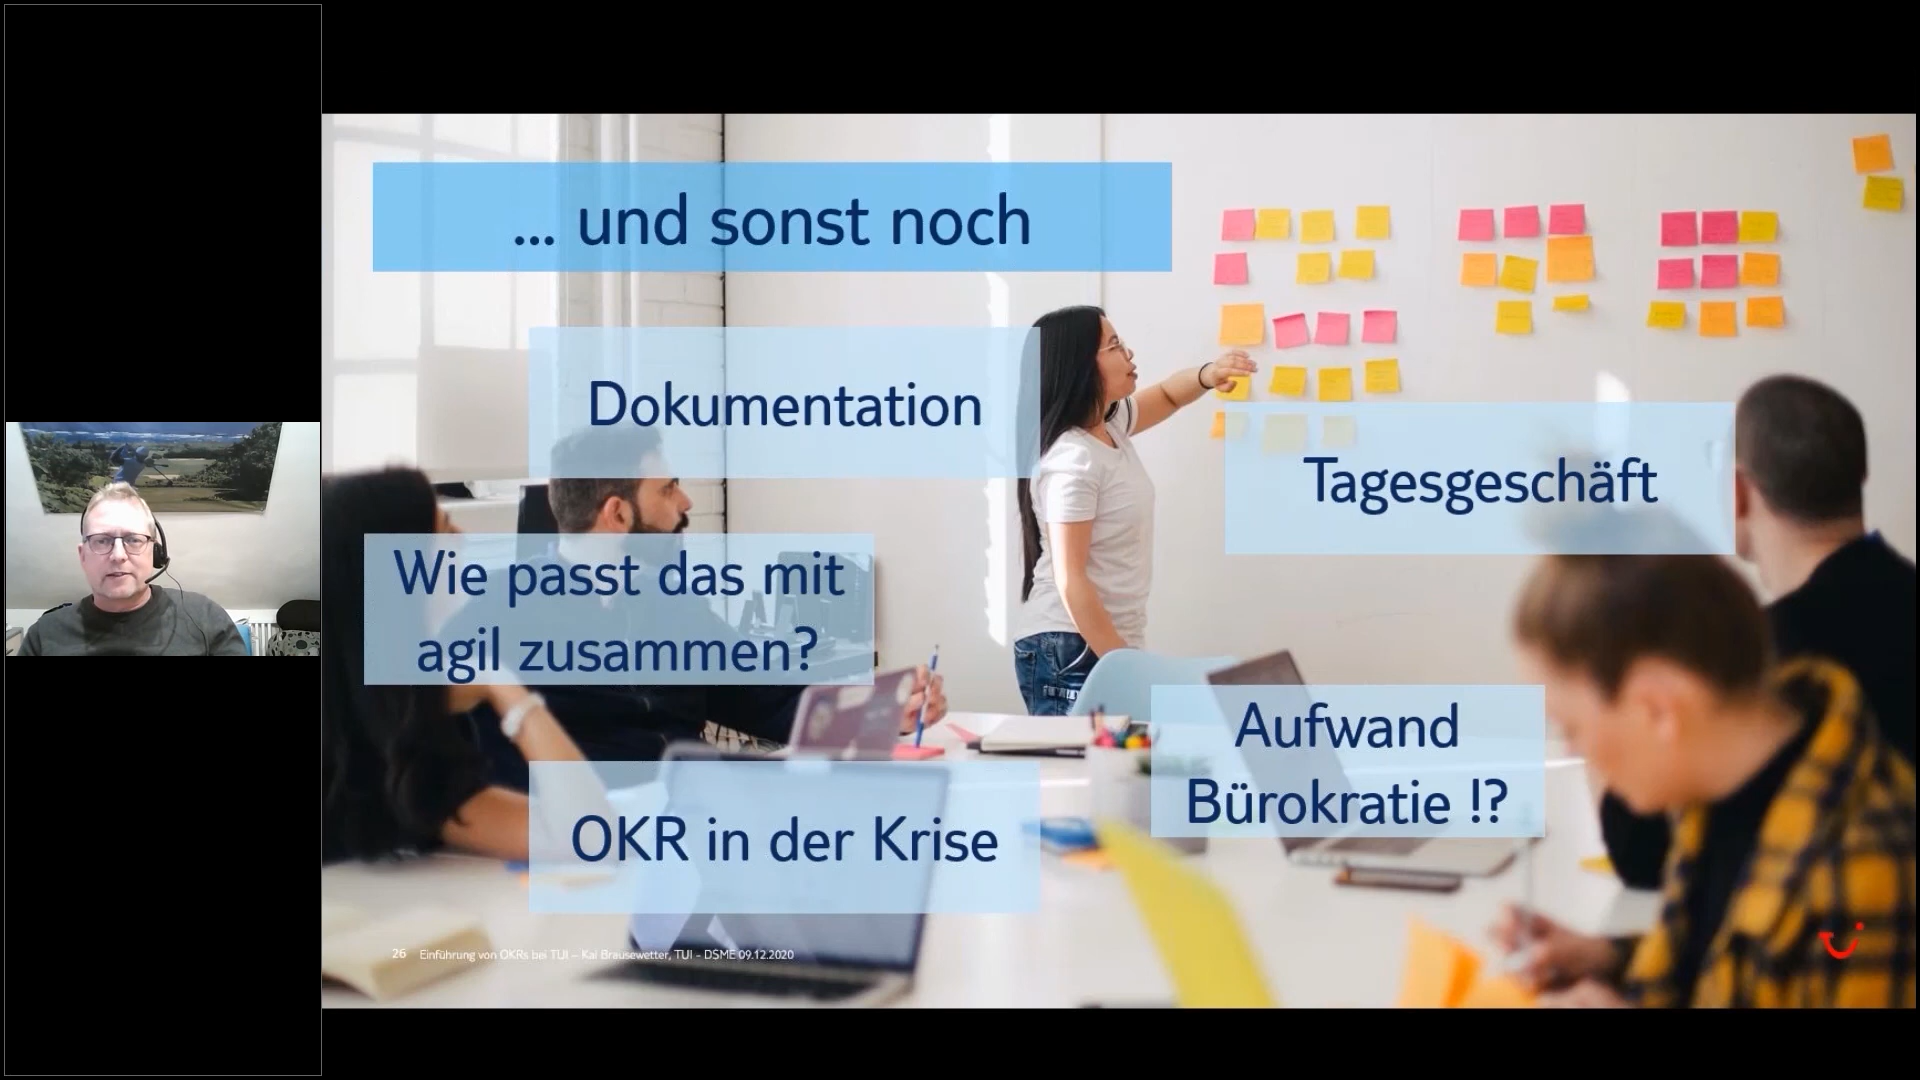 ... und sonst noch
Dokumentation
Tagesgeschäft
Wie passt das mit
agil zusammen?
Aufwand
Bürokratie !?
OKR in der Krise
26 Einführung von OKRs bei TUI – Kai Brausewetter, TUI - DSME 09.12.2020